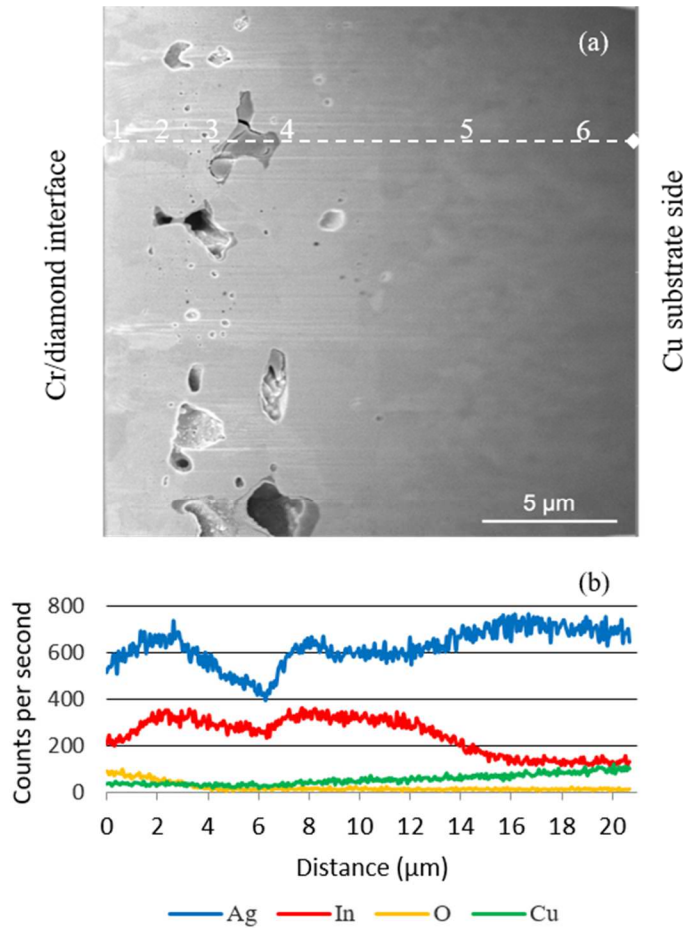 (a)
1 2 3 4 5 6
Cr/diamond interface
Cu substrate side
5 µm
(b)
800
600
400
200
0
Counts per second
0 2 4 6 8 10 12 14 16 18 20
Distance (µm)
Ag In O Cu